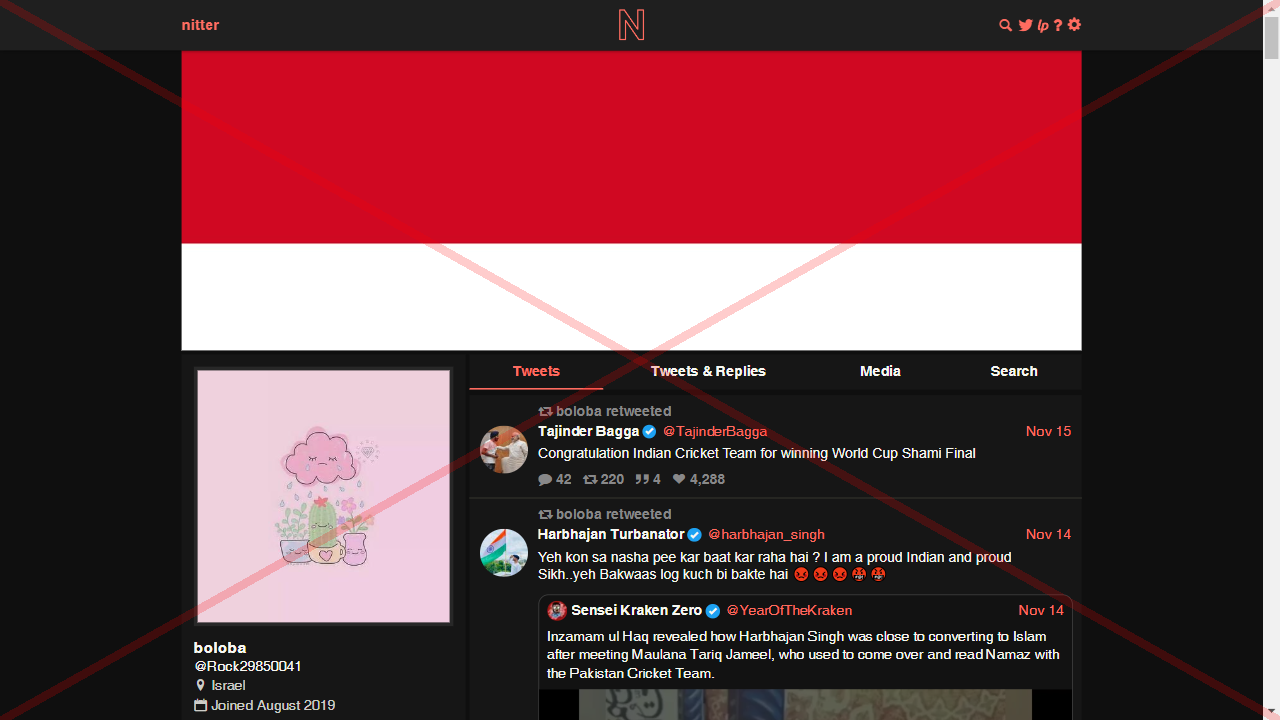 nitter
N
lp ?
Tweets Tweets & Replies Media Search
boloba retweeted
Tajinder Bagga @TajinderBagga Nov 15
Congratulation Indian Cricket Team for winning World Cup Shami Final
42 220 4 4,288
boloba retweeted
Harbhajan Turbanator @harbhajan_singh Nov 14
Yeh kon sa nasha pee kar baat kar raha hai ? I am a proud Indian and proud
Sikh..yeh Bakwaas log kuch bi bakte hai 😡 😡 😡 🤬 🤬
Sensei Kraken Zero @YearOfTheKraken Nov 14
Inzamam ul Haq revealed how Harbhajan Singh was close to converting to Islam
after meeting Maulana Tariq Jameel, who used to come over and read Namaz with
the Pakistan Cricket Team.
boloba
@Rock29850041
Israel
Joined August 2019